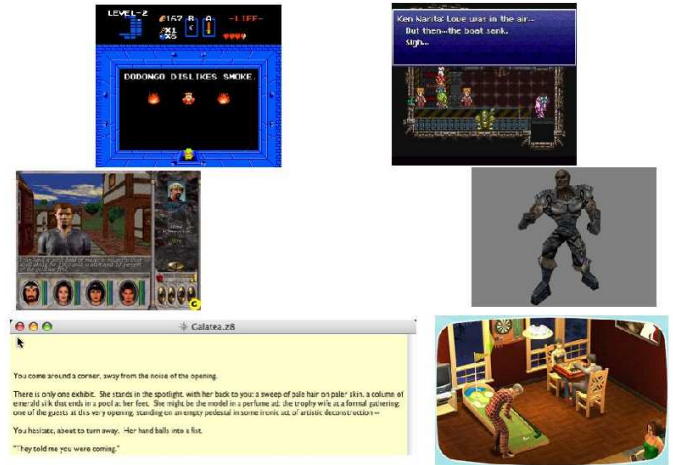 LEVEL-2
167 B A -LIFE-
X1
X6
DODONGO DISLIKES SMOKE.
Ken Narita: Love was in the air...
But then...the boat sank.
Sigh...
Galatea.z8
You come around a corner, away from the noise of the opening.
There is only one exhibit. She stands in the spotlight, with her back to you: a sweep of pale hair on paler skin, a column of
emerald silk that ends in a pool at her feet. She might be the model in a perfume ad; the trophy wife at a formal gathering;
one of the guests at this very opening, standing on an empty pedestal in some ironic act of artistic deconstruction --
You hesitate, about to turn away. Her hand balls into a fist.
"They told me you were coming."